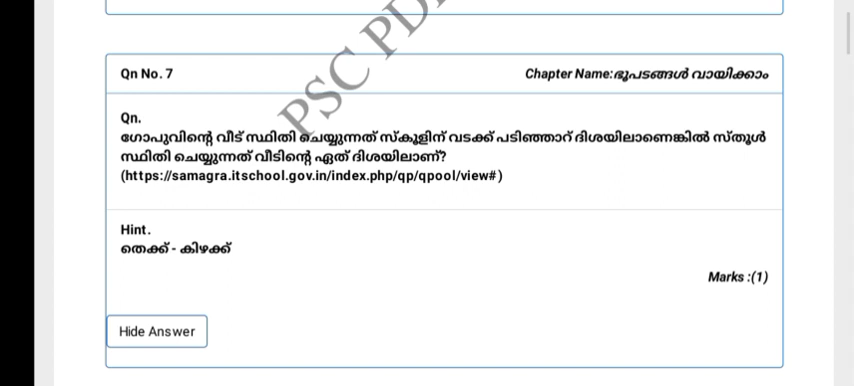 PSC PD
Qn No. 7
Chapter Name:ഭൂപടങ്ങൾ വായിക്കാം
Qn.
ഗോപുവിന്റെ വീട് സ്ഥിതി ചെയ്യുന്നത് സ്കൂളിന് വടക്ക് പടിഞ്ഞാറ് ദിശയിലാണെങ്കിൽ സ്തൂൾ
സ്ഥിതി ചെയ്യുന്നത് വീടിന്റെ ഏത് ദിശയിലാണ്?
(https://samagra.itschool.gov.in/index.php/qp/qpool/view#)
Hint.
തെക്ക് - കിഴക്ക്
Marks :(1)
Hide Answer